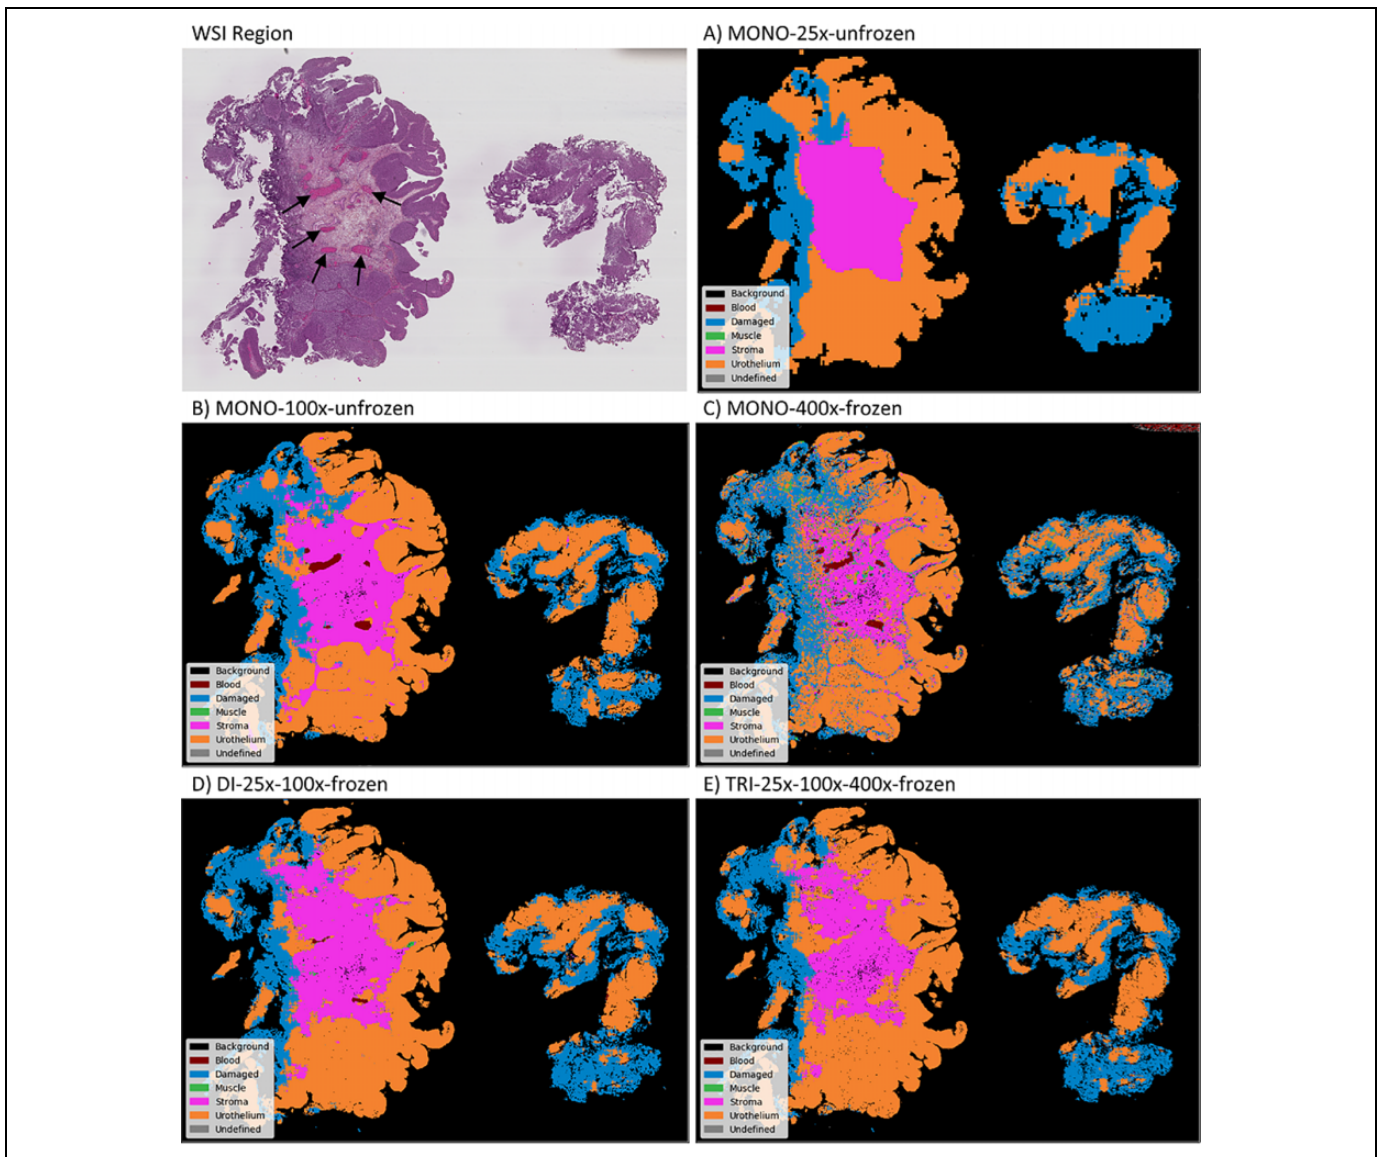 WSI Region
A) MONO-25x-unfrozen
Background
Blood
Damaged
Muscle
Stroma
Urothelium
Undefined
B) MONO-100x-unfrozen
C) MONO-400x-frozen
Background
Blood
Damaged
Muscle
Stroma
Urothelium
Undefined
Background
Blood
Damaged
Muscle
Stroma
Urothelium
Undefined
D) DI-25x-100x-frozen
E) TRI-25x-100x-400x-frozen
Background
Blood
Damaged
Muscle
Stroma
Urothelium
Undefined
Background
Blood
Damaged
Muscle
Stroma
Urothelium
Undefined